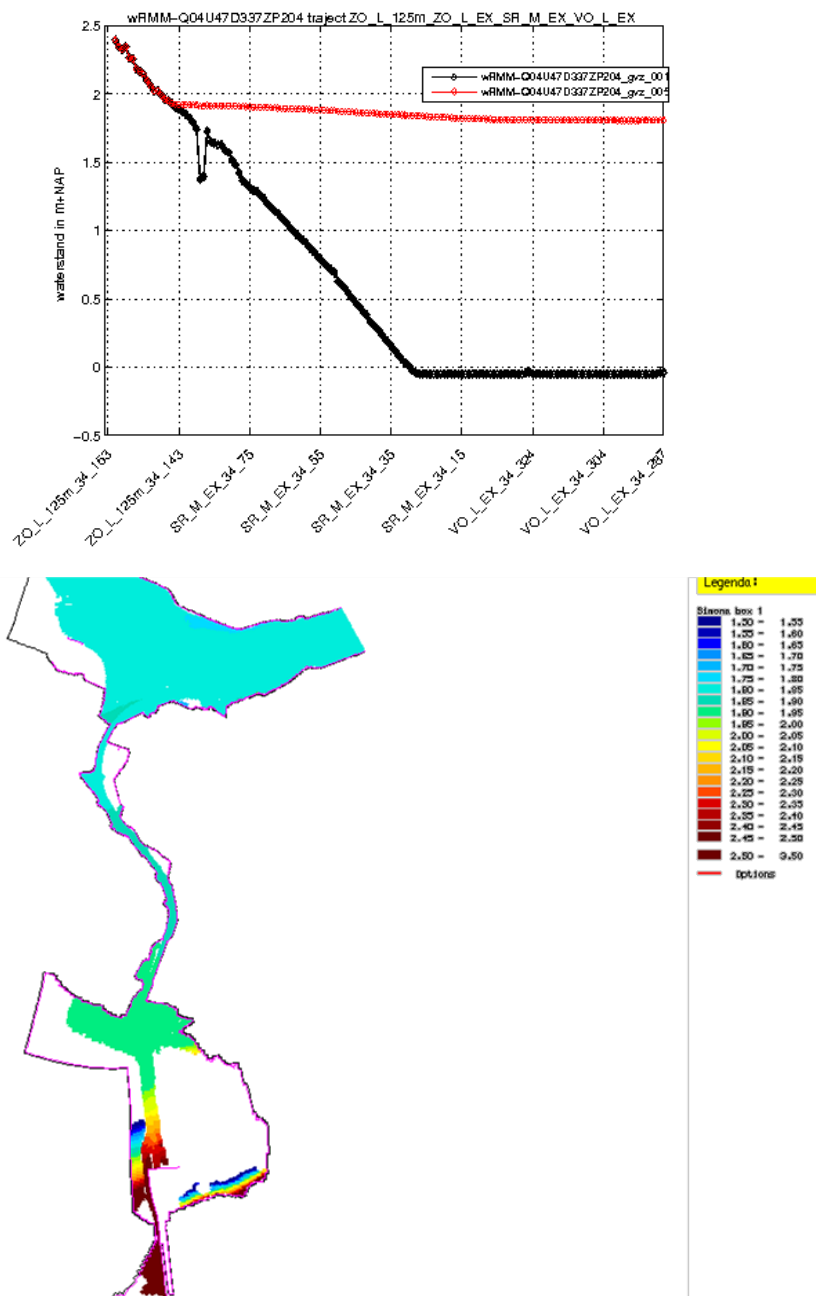 wRMM-Q04U47D337ZP204 traject ZO_L_125m_ZO_L_EX_SR_M_EX_VO_L_EX
2.5
wRMM-Q04U47D337ZP204_gvz_001
wRMM-Q04U47D337ZP204_gvz_005
2
1.5
waterstand in m+NAP
1
0.5
0
-0.5
ZO_L_125m_34_163
ZO_L_125m_34_143
SR_M_EX_34_75
SR_M_EX_34_55
SR_M_EX_34_35
SR_M_EX_34_15
VO_L_EX_34_324
VO_L_EX_34_304
VO_L_EX_34_287
Legenda:
Simona box 1
1.50 - 1.55
1.55 - 1.60
1.60 - 1.65
1.65 - 1.70
1.70 - 1.75
1.75 - 1.80
1.80 - 1.85
1.85 - 1.90
1.90 - 1.95
1.95 - 2.00
2.00 - 2.05
2.05 - 2.10
2.10 - 2.15
2.15 - 2.20
2.20 - 2.25
2.25 - 2.30
2.30 - 2.35
2.35 - 2.40
2.40 - 2.45
2.45 - 2.50
2.50 - 3.50
Options